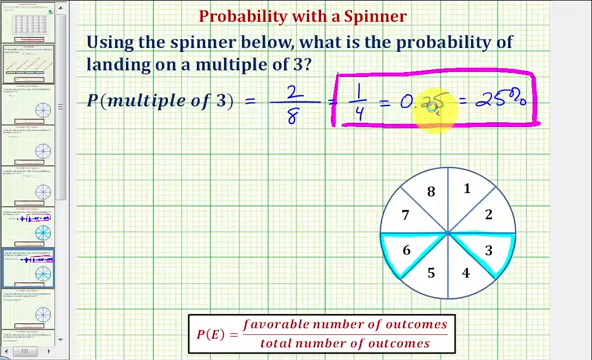 Probability with a Spinner
Using the spinner below, what is the probability of
landing on a multiple of 3?
P(multiple of 3) = 2/8 = 1/4 = 0.25 = 25%
8 1
7 2
6 3
5 4
P(E) = favorable number of outcomes / total number of outcomes